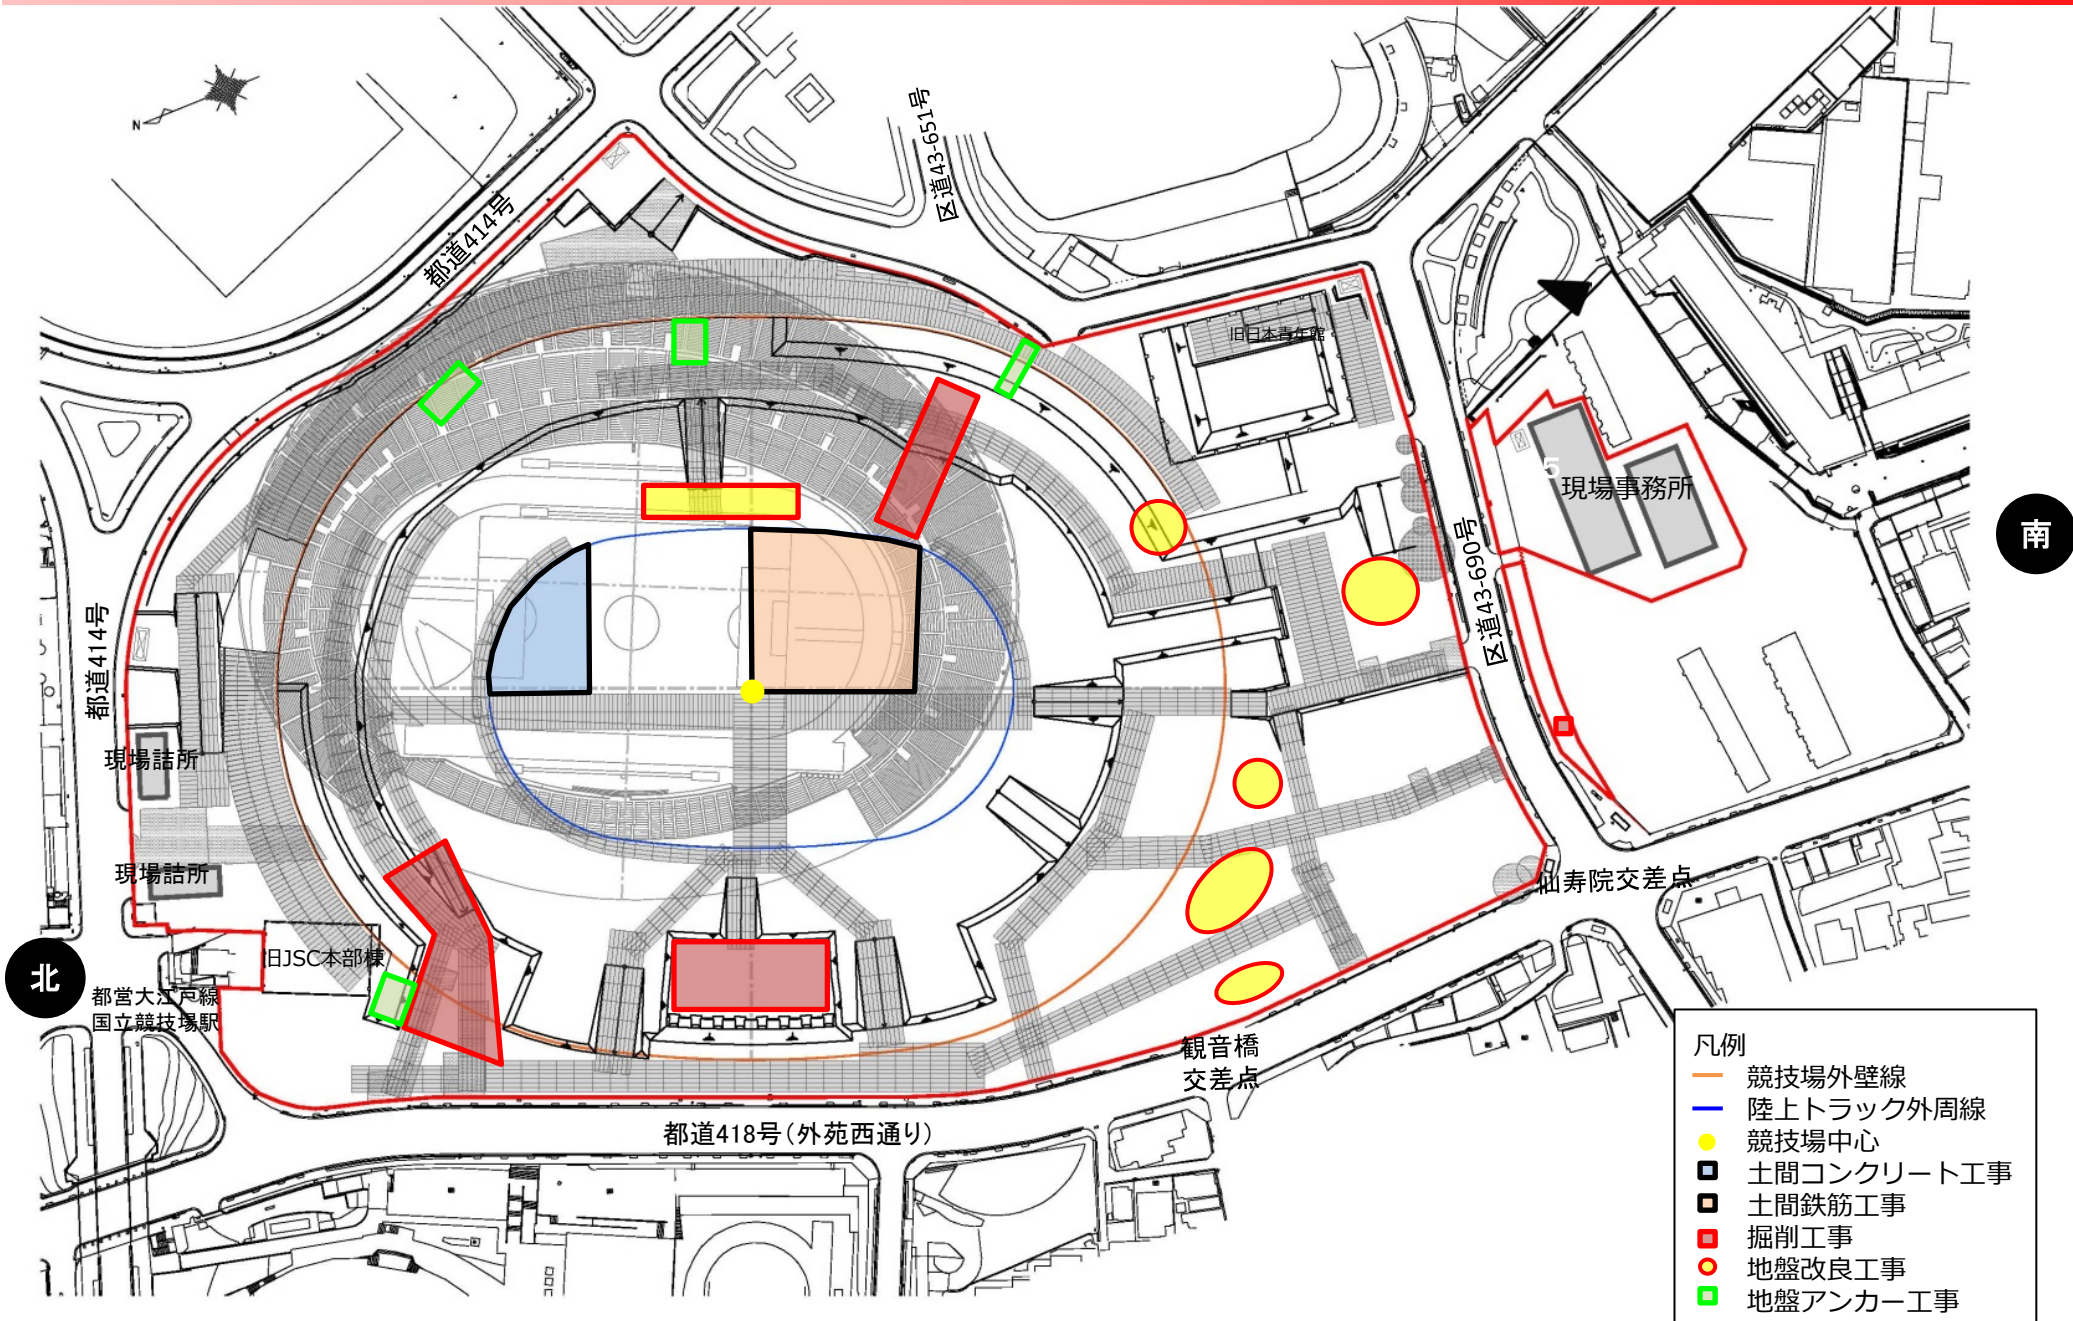 N
区道43-651号
都道414号
旧日本青年館
5
現場事務所
南
区道43-690号
都道414号
現場詰所
現場詰所
仙寿院交差点
旧JSC本部棟
北
都営大江戸線
国立競技場駅
観音橋
交差点
都道418号(外苑西通り)
凡例
競技場外壁線
陸上トラック外周線
競技場中心
土間コンクリート工事
土間鉄筋工事
掘削工事
地盤改良工事
地盤アンカー工事